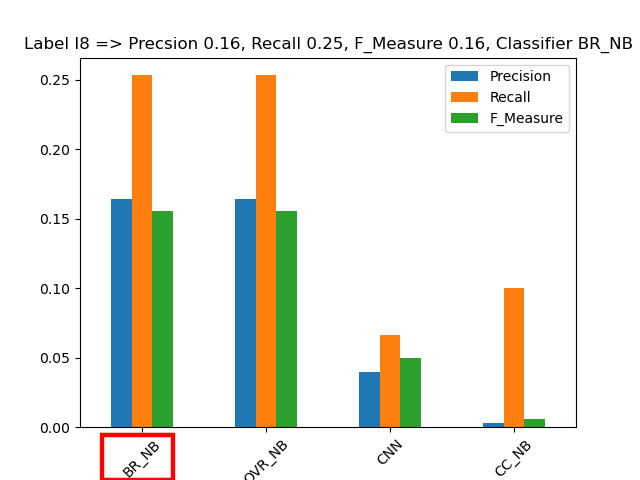 Label I8 => Precsion 0.16, Recall 0.25, F_Measure 0.16, Classifier BR_NB
Precision
Recall
F_Measure
0.25
0.20
0.15
0.10
0.05
0.00
BR_NB
OVR_NB
CNN
CC_NB